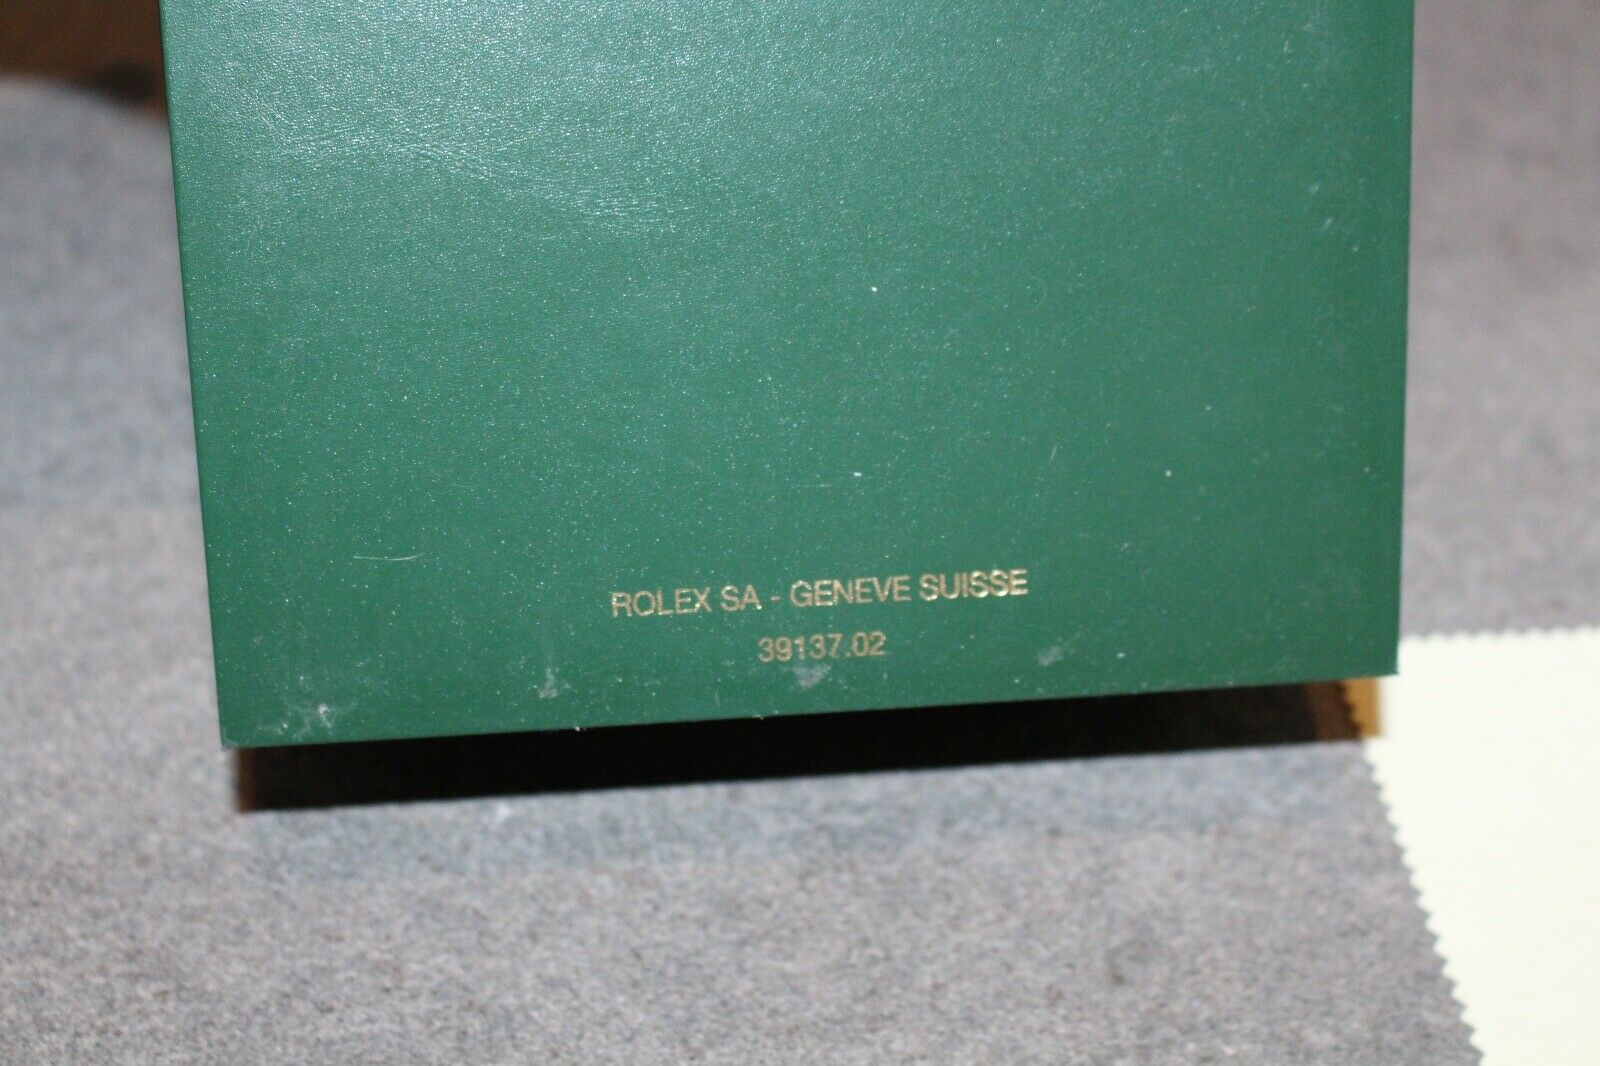 ROLEX SA - GENEVE SUISSE
39137.02